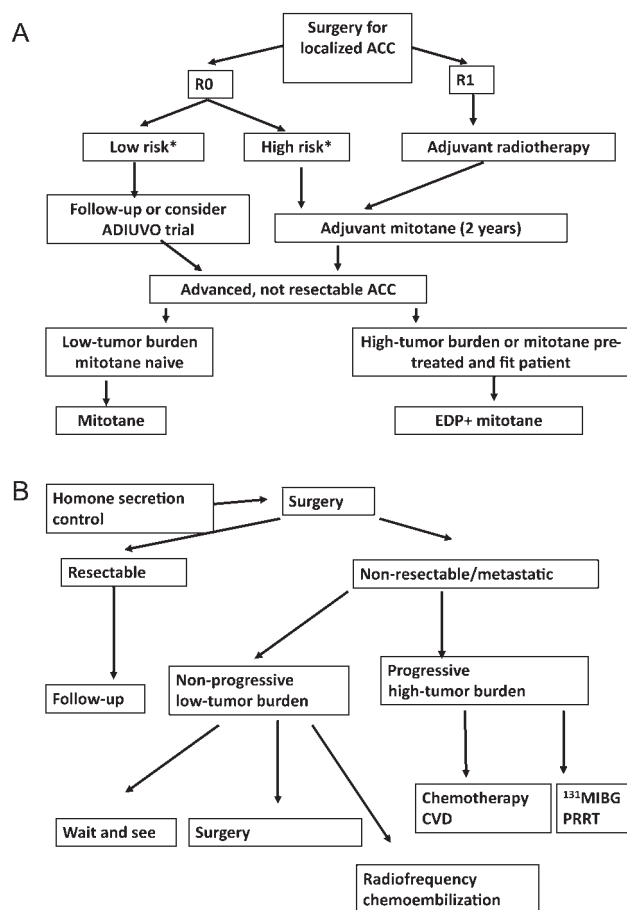 A
Surgery for
localized ACC
R0
R1
Low risk*
High risk*
Adjuvant radiotherapy
Follow-up or consider
ADIUVO trial
Adjuvant mitotane (2 years)
Advanced, not resectable ACC
Low-tumor burden
mitotane naive
High-tumor burden or mitotane pre-
treated and fit patient
Mitotane
EDP+ mitotane
B
Homone secretion
control
Surgery
Resectable
Non-resectable/metastatic
Follow-up
Non-progressive
low-tumor burden
Progressive
high-tumor burden
Chemotherapy
CVD
¹³¹MIBG
PRRT
Wait and see
Surgery
Radiofrequency
chemoembilization